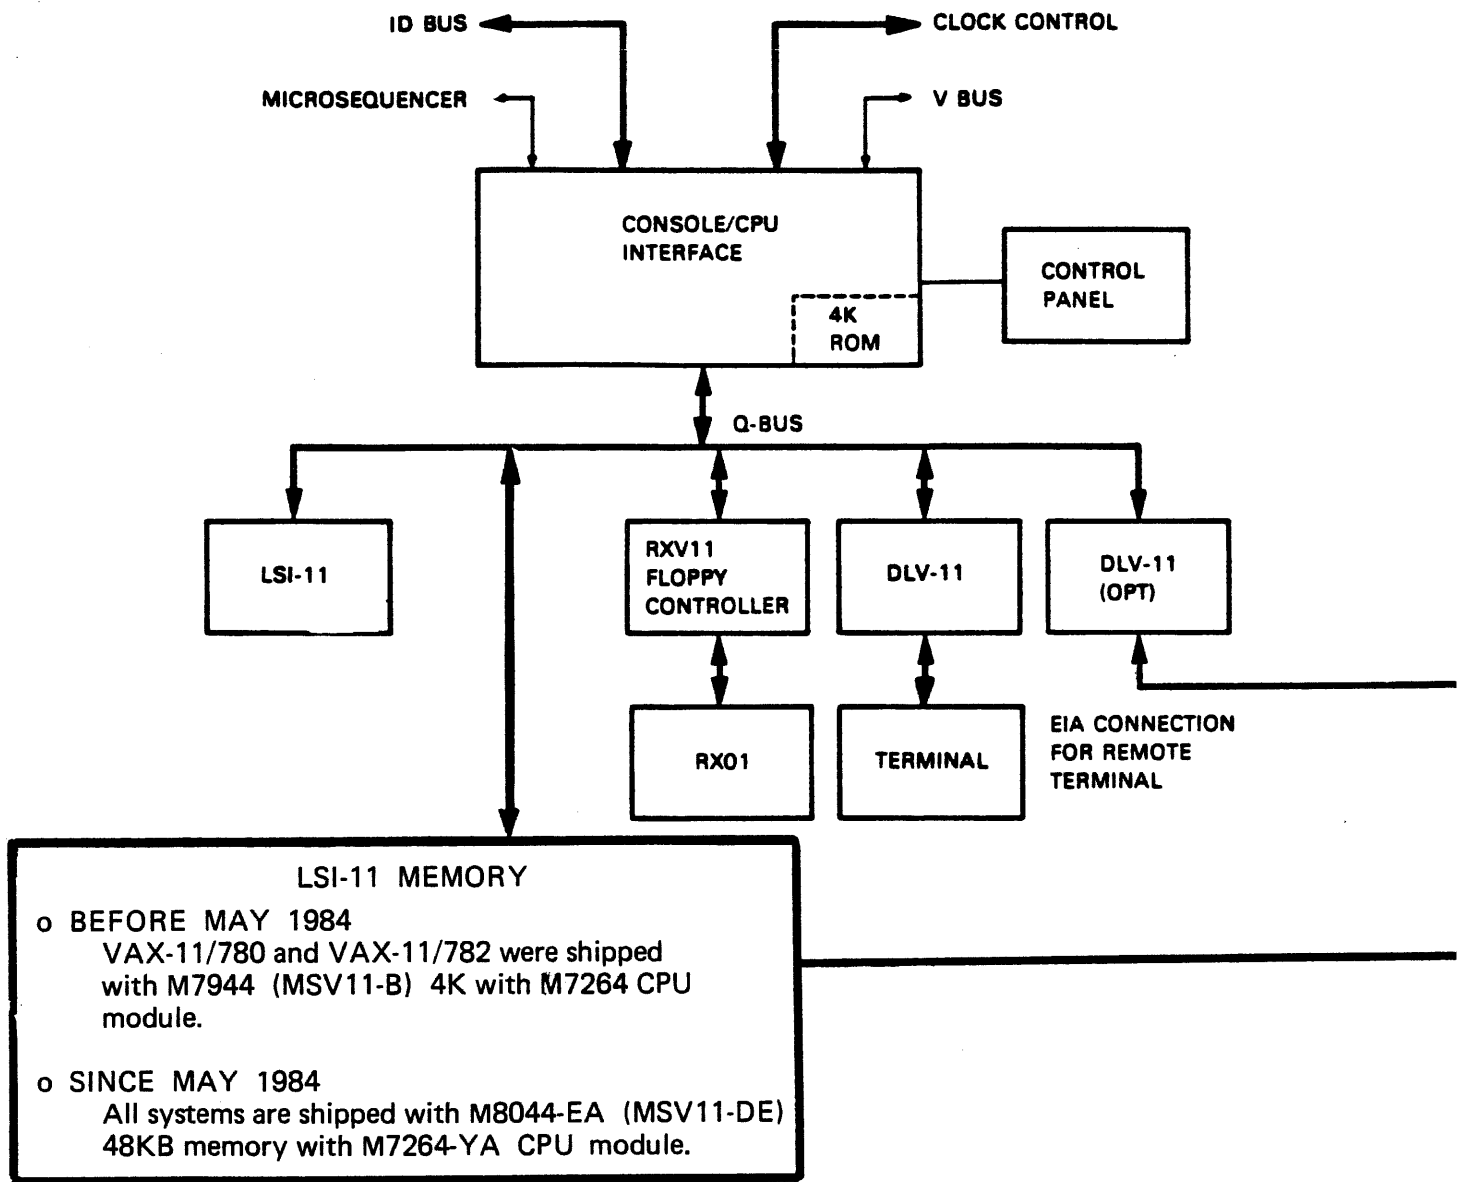 ID BUS
CLOCK CONTROL
MICROSEQUENCER
V BUS
CONSOLE/CPU
INTERFACE
4K
ROM
CONTROL
PANEL
Q-BUS
LSI-11
RXV11
FLOPPY
CONTROLLER
DLV-11
DLV-11
(OPT)
RX01
TERMINAL
EIA CONNECTION
FOR REMOTE
TERMINAL
LSI-11 MEMORY
o BEFORE MAY 1984
VAX-11/780 and VAX-11/782 were shipped
with M7944 (MSV11-B) 4K with M7264 CPU
module.
o SINCE MAY 1984
All systems are shipped with M8044-EA (MSV11-DE)
48KB memory with M7264-YA CPU module.